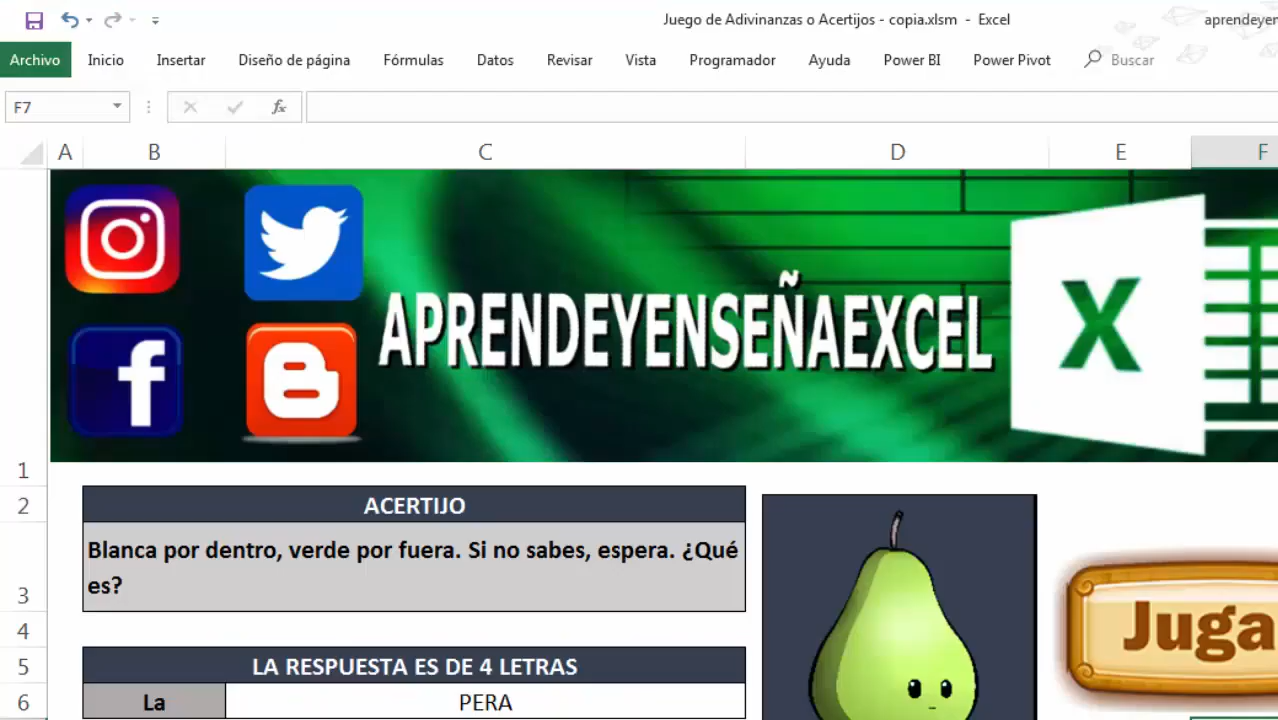 Juego de Adivinanzas o Acertijos - copia.xlsm - Excel
aprendeyen
Archivo Inicio Insertar Diseño de página Fórmulas Datos Revisar Vista Programador Ayuda Power BI Power Pivot Buscar
F7 fx
A B C D E F
APRENDEYENSEÑAEXCEL
X
1
2 ACERTIJO
Blanca por dentro, verde por fuera. Si no sabes, espera. ¿Qué
3 es?
4
Juga
5 LA RESPUESTA ES DE 4 LETRAS
6 La PERA